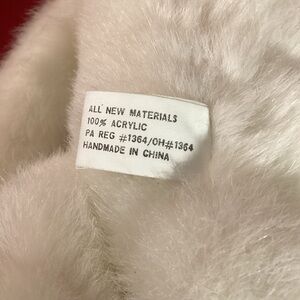 ALL NEW MATERIALS
100% ACRYLIC
PA REG #1364/OH#1364
HANDMADE IN CHINA